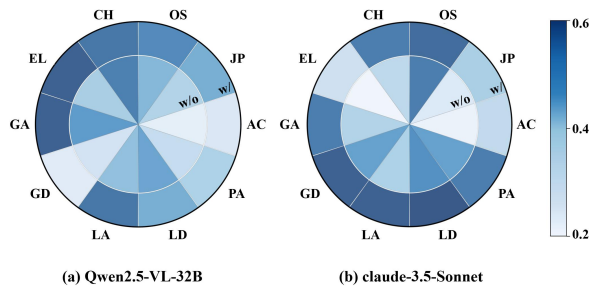 CH OS
EL JP
w/
w/o
GA AC
GD PA
LA LD
(a) Qwen2.5-VL-32B
CH OS
EL JP
w/
w/o
GA AC
GD PA
LA LD
(b) claude-3.5-Sonnet
0.6
0.4
0.2